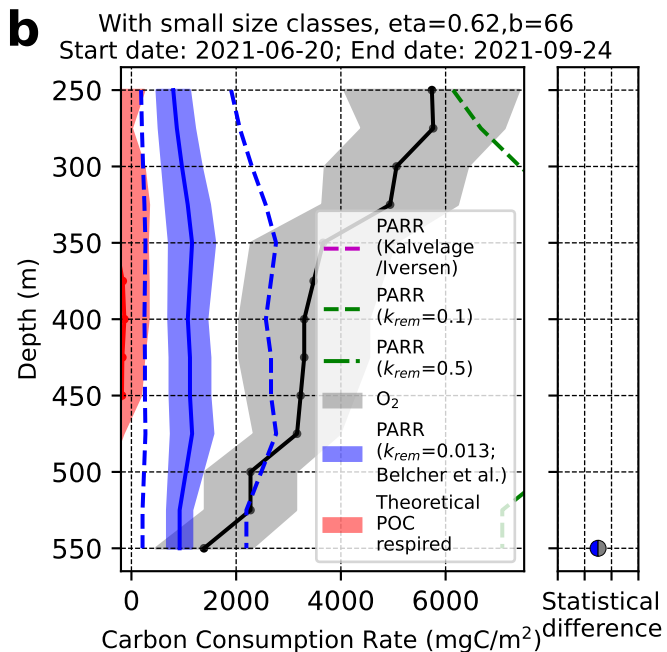 b
With small size classes, eta=0.62,b=66
Start date: 2021-06-20; End date: 2021-09-24
250
300
350
400
450
500
550
Depth (m)
PARR
(Kalvelage
/Iversen)
PARR
(k_rem=0.1)
PARR
(k_rem=0.5)
O₂
PARR
(k_rem=0.013;
Belcher et al.)
Theoretical
POC
respired
0
2000
4000
6000
Carbon Consumption Rate (mgC/m²)
Statistical
difference